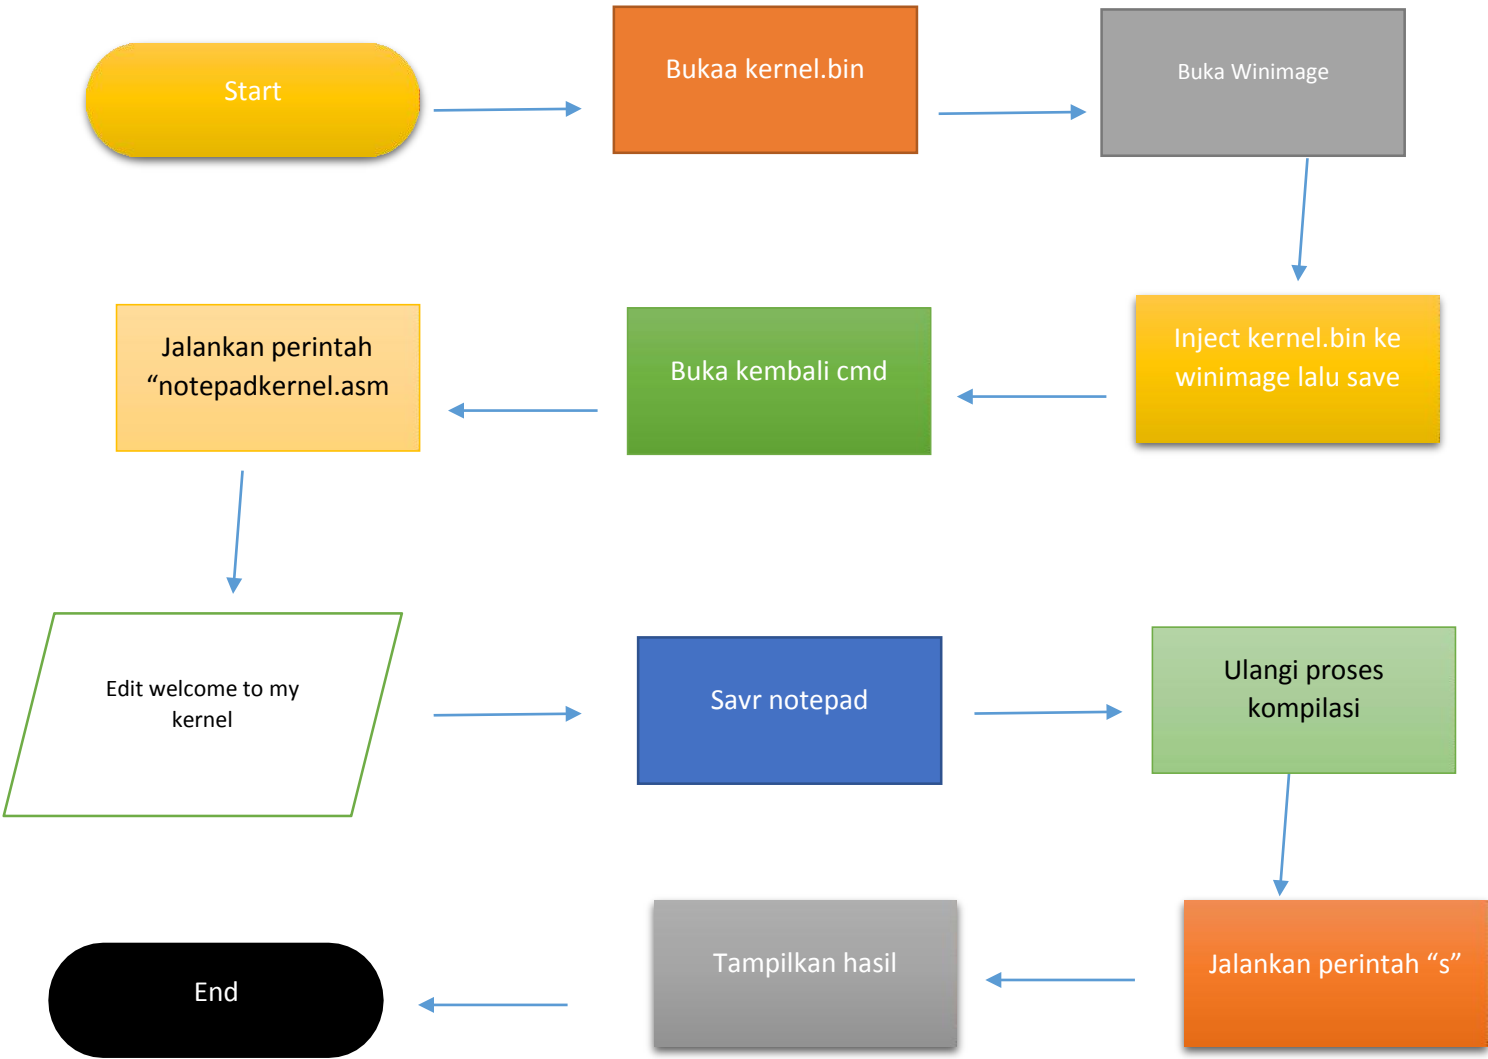 Start
Bukaa kernel.bin
Buka Winimage
Inject kernel.bin ke
winimage lalu save
Buka kembali cmd
Jalankan perintah
“notepadkernel.asm
Edit welcome to my
kernel
Savr notepad
Ulangi proses
kompilasi
Jalankan perintah “s”
Tampilkan hasil
End